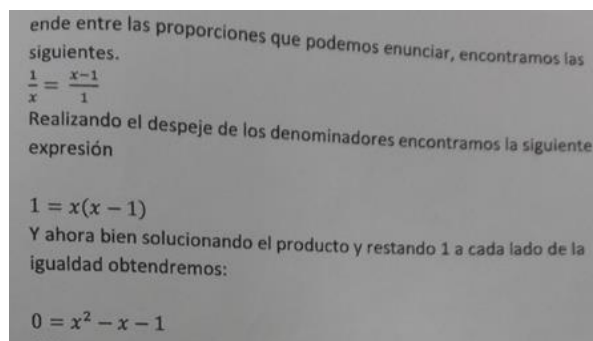 ende entre las proporciones que podemos enunciar, encontramos las
siguientes.
1/x = x−1/1
Realizando el despeje de los denominadores encontramos la siguiente
expresión
1 = x(x − 1)
Y ahora bien solucionando el producto y restando 1 a cada lado de la
igualdad obtendremos:
0 = x² − x − 1